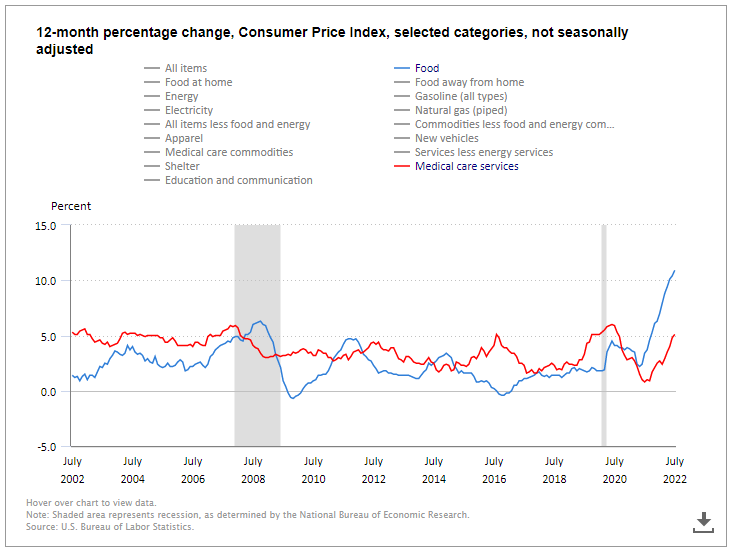 12-month percentage change, Consumer Price Index, selected categories, not seasonally
adjusted
All items
Food
Food at home
Food away from home
Energy
Gasoline (all types)
Electricity
Natural gas (piped)
All items less food and energy
Commodities less food and energy com...
Apparel
New vehicles
Medical care commodities
Services less energy services
Shelter
Medical care services
Education and communication
Percent
15.0
10.0
5.0
0.0
-5.0
July July July July July July July July July July July
2002 2004 2006 2008 2010 2012 2014 2016 2018 2020 2022
Hover over chart to view data.
Note: Shaded area represents recession, as determined by the National Bureau of Economic Research.
Source: U.S. Bureau of Labor Statistics.